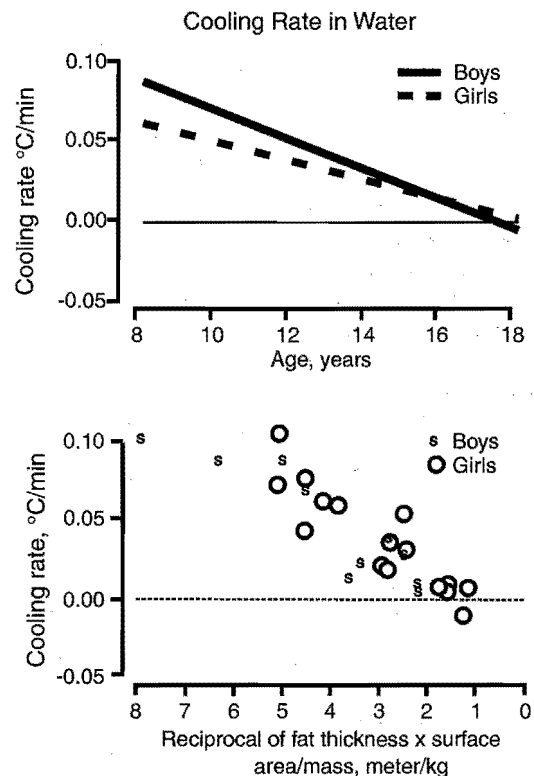 Cooling Rate in Water
Cooling rate °C/min
0.10
0.05
0.00
-0.05
Boys
Girls
8 10 12 14 16 18
Age, years
Cooling rate, °C/min
0.10
0.05
0.00
-0.05
s Boys
Girls
8 7 6 5 4 3 2 1 0
Reciprocal of fat thickness x surface
area/mass, meter/kg